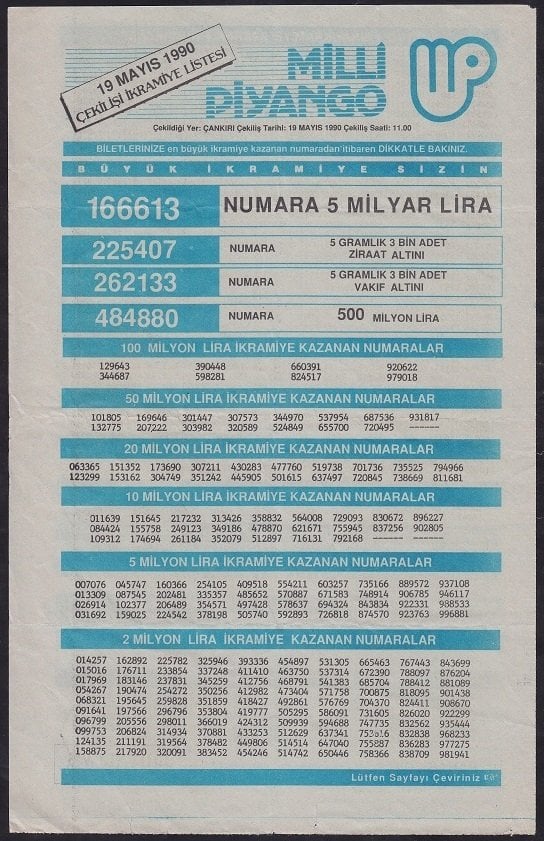 19 MAYIS 1990
ÇEKİLİŞİ İKRAMİYE LİSTESİ
MİLLİ
PİYANGO
MP
Çekildiği Yer: ÇANKIRI Çekiliş Tarihi: 19 MAYIS 1990 Çekiliş Saati: 11.00
BİLETLERİNİZE en büyük ikramiye kazanan numaradan itibaren DİKKATLE BAKINIZ.
BÜYÜK İKRAMİYE SİZİN
166613 NUMARA 5 MİLYAR LİRA
225407 NUMARA 5 GRAMLIK 3 BİN ADET
ZİRAAT ALTINI
262133 NUMARA 5 GRAMLIK 3 BİN ADET
VAKIF ALTINI
484880 NUMARA 500 MİLYON LİRA
100 MİLYON LİRA İKRAMİYE KAZANAN NUMARALAR
129643 390448 660391 920622
344687 598281 824517 979018
50 MİLYON LİRA İKRAMİYE KAZANAN NUMARALAR
101805 169646 301447 307573 344970 537954 687536 931817
132775 207,222 303982 320589 524849 655700 720495 ------
20 MİLYON LİRA İKRAMİYE KAZANAN NUMARALAR
063365 151352 173690 307211 430283 477760 519738 701736 735525 794966
123299 153162 304749 351242 445905 501615 637497 720845 738669 811681
10 MİLYON LİRA İKRAMİYE KAZANAN NUMARALAR
011639 151645 217232 313426 358832 564008 729093 830672 896227
084424 155758 249123 349186 478870 621671 755945 837256 902805
109312 174694 261184 352079 512897 716131 792168 ------
5 MİLYON LİRA İKRAMİYE KAZANAN NUMARALAR
007076 045747 160366 254105 409518 554211 603257 735166 889572 937108
013309 087545 202481 335357 485652 570887 671583 748914 906785 946117
026914 102377 206489 354571 497428 578637 694324 843834 922331 988533
031692 159025 224542 378198 505740 592893 726818 874570 923763 996881
2 MİLYON LİRA İKRAMİYE KAZANAN NUMARALAR
014257 162892 225782 325946 393336 454897 531305 665463 767443 843699
015016 176711 233854 337248 411410 463750 537314 672390 788097 876204
017969 183146 237831 345259 412756 468791 541383 685704 788412 881089
054267 190474 254272 350256 412982 473404 571758 700875 818095 901438
068321 195645 259828 351859 418427 492861 576769 704370 824411 908670
091641 197566 296796 353804 419777 505295 586091 731605 826020 922299
096799 205556 298011 366019 424312 509939 594688 747735 832562 935444
099753 206824 314934 370881 433253 512629 637341 832838 968233
124135 211191 319564 378482 449806 514514 647040 755887 836283 977275
158875 217920 320091 383452 454246 514742 650446 758366 838709 981941
Lütfen Sayfayı Çeviriniz